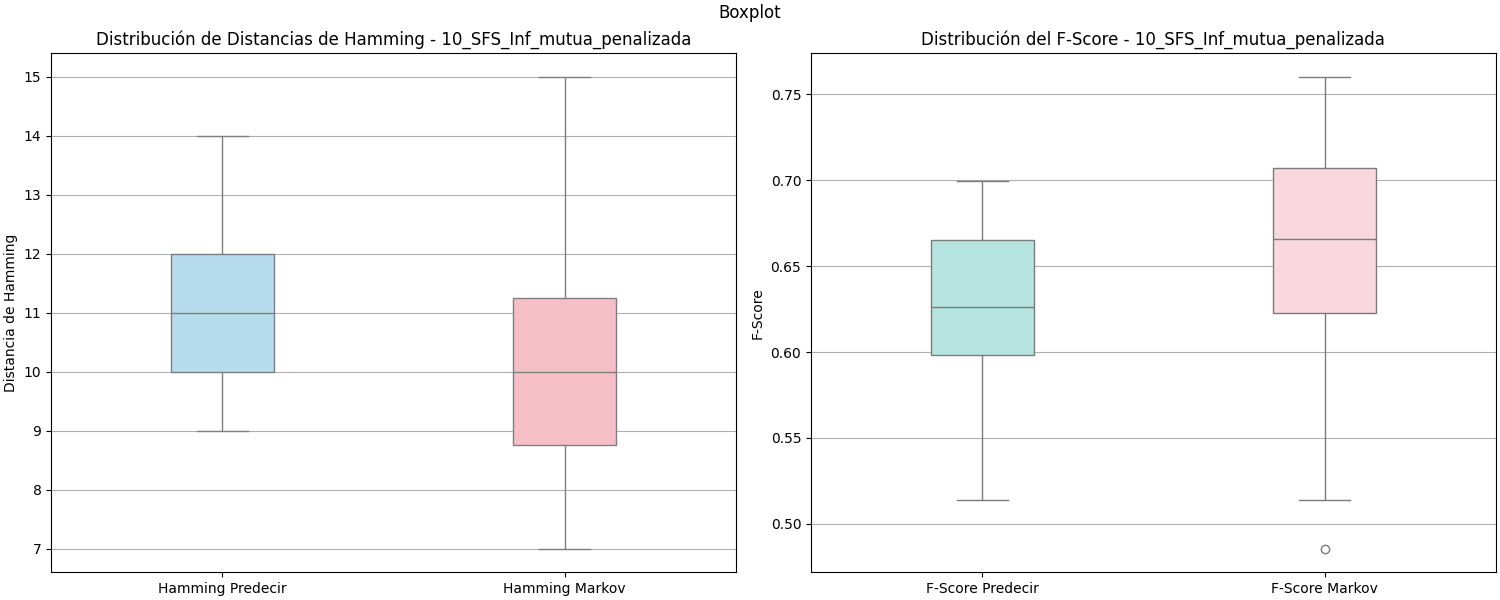 Boxplot
Distribución de Distancias de Hamming - 10_SFS_Inf_mutua_penalizada
Distancia de Hamming
15
14
13
12
11
10
9
8
7
Hamming Predecir
Hamming Markov
Distribución del F-Score - 10_SFS_Inf_mutua_penalizada
F-Score
0.75
0.70
0.65
0.60
0.55
0.50
F-Score Predecir
F-Score Markov